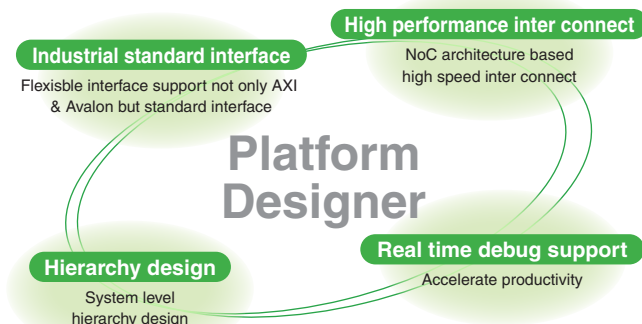 High performance inter connect
NoC architecture based
high speed inter connect
Industrial standard interface
Flexisble interface support not only AXI
& Avalon but standard interface
Platform
Designer
Real time debug support
Accelerate productivity
Hierarchy design
System level
hierarchy design